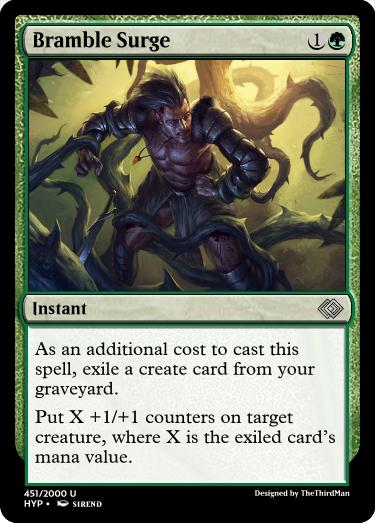 Bramble Surge 1
Instant
As an additional cost to cast this
spell, exile a create card from your
graveyard.
Put X +1/+1 counters on target
creature, where X is the exiled card's
mana value.
451/2000 U
HYP • SIREND
Designed by TheThirdMan